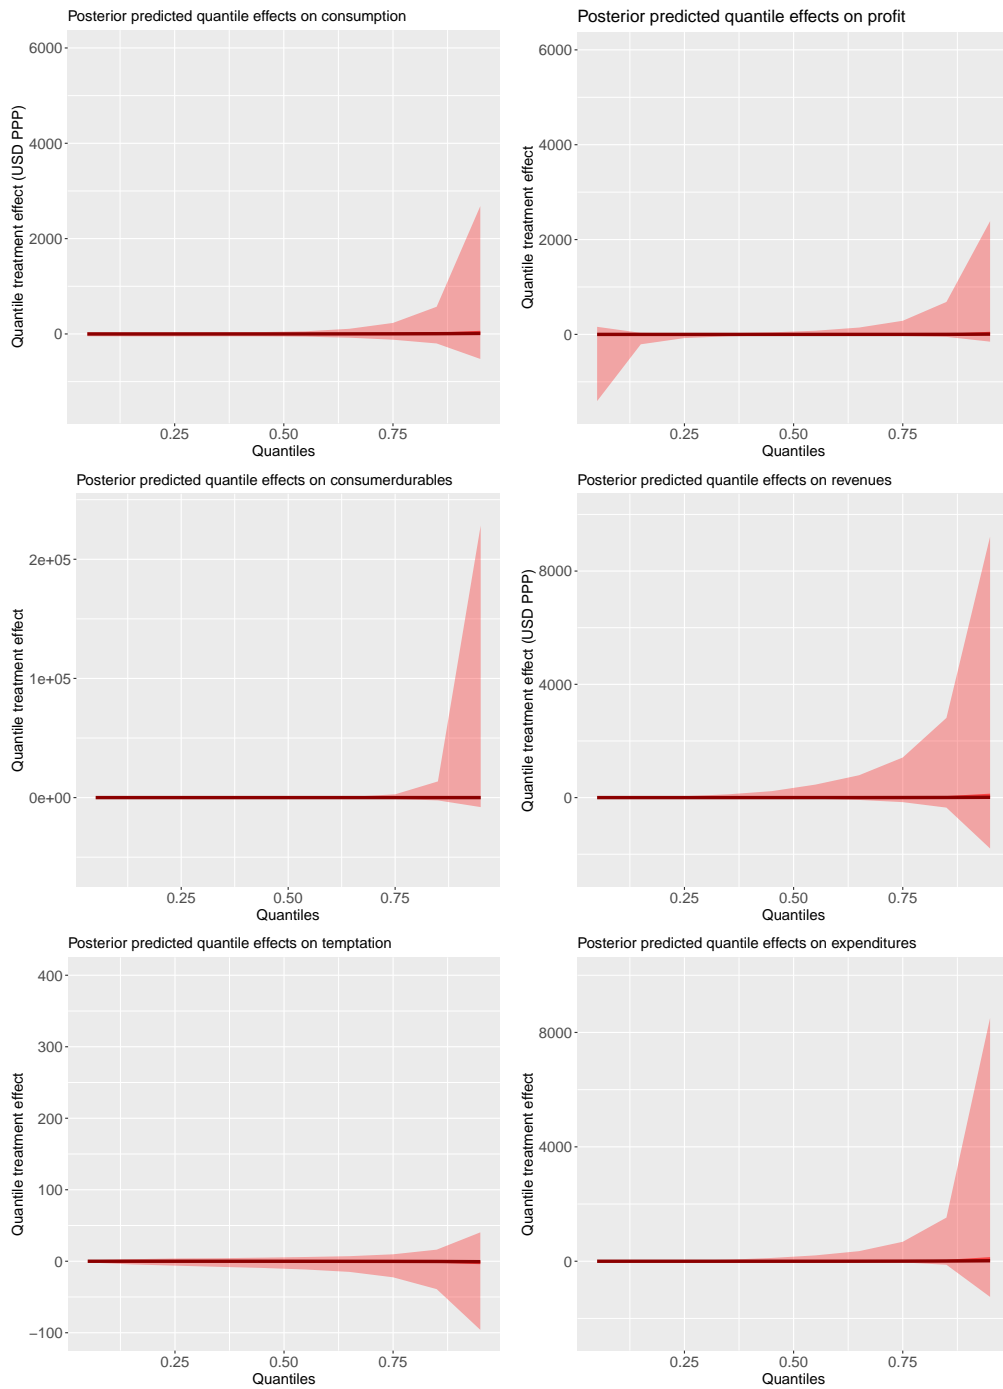 Posterior predicted quantile effects on consumption
Quantile treatment effect (USD PPP)
6000
4000
2000
0
0.25 0.50 0.75
Quantiles
Posterior predicted quantile effects on profit
Quantile treatment effect
6000
4000
2000
0
0.25 0.50 0.75
Quantiles
Posterior predicted quantile effects on consumerdurables
Quantile treatment effect
2e+05
1e+05
0e+00
0.25 0.50 0.75
Quantiles
Posterior predicted quantile effects on revenues
Quantile treatment effect (USD PPP)
8000
4000
0
0.25 0.50 0.75
Quantiles
Posterior predicted quantile effects on temptation
Quantile treatment effect
400
300
200
100
0
−100
0.25 0.50 0.75
Quantiles
Posterior predicted quantile effects on expenditures
Quantile treatment effect
8000
4000
0
0.25 0.50 0.75
Quantiles